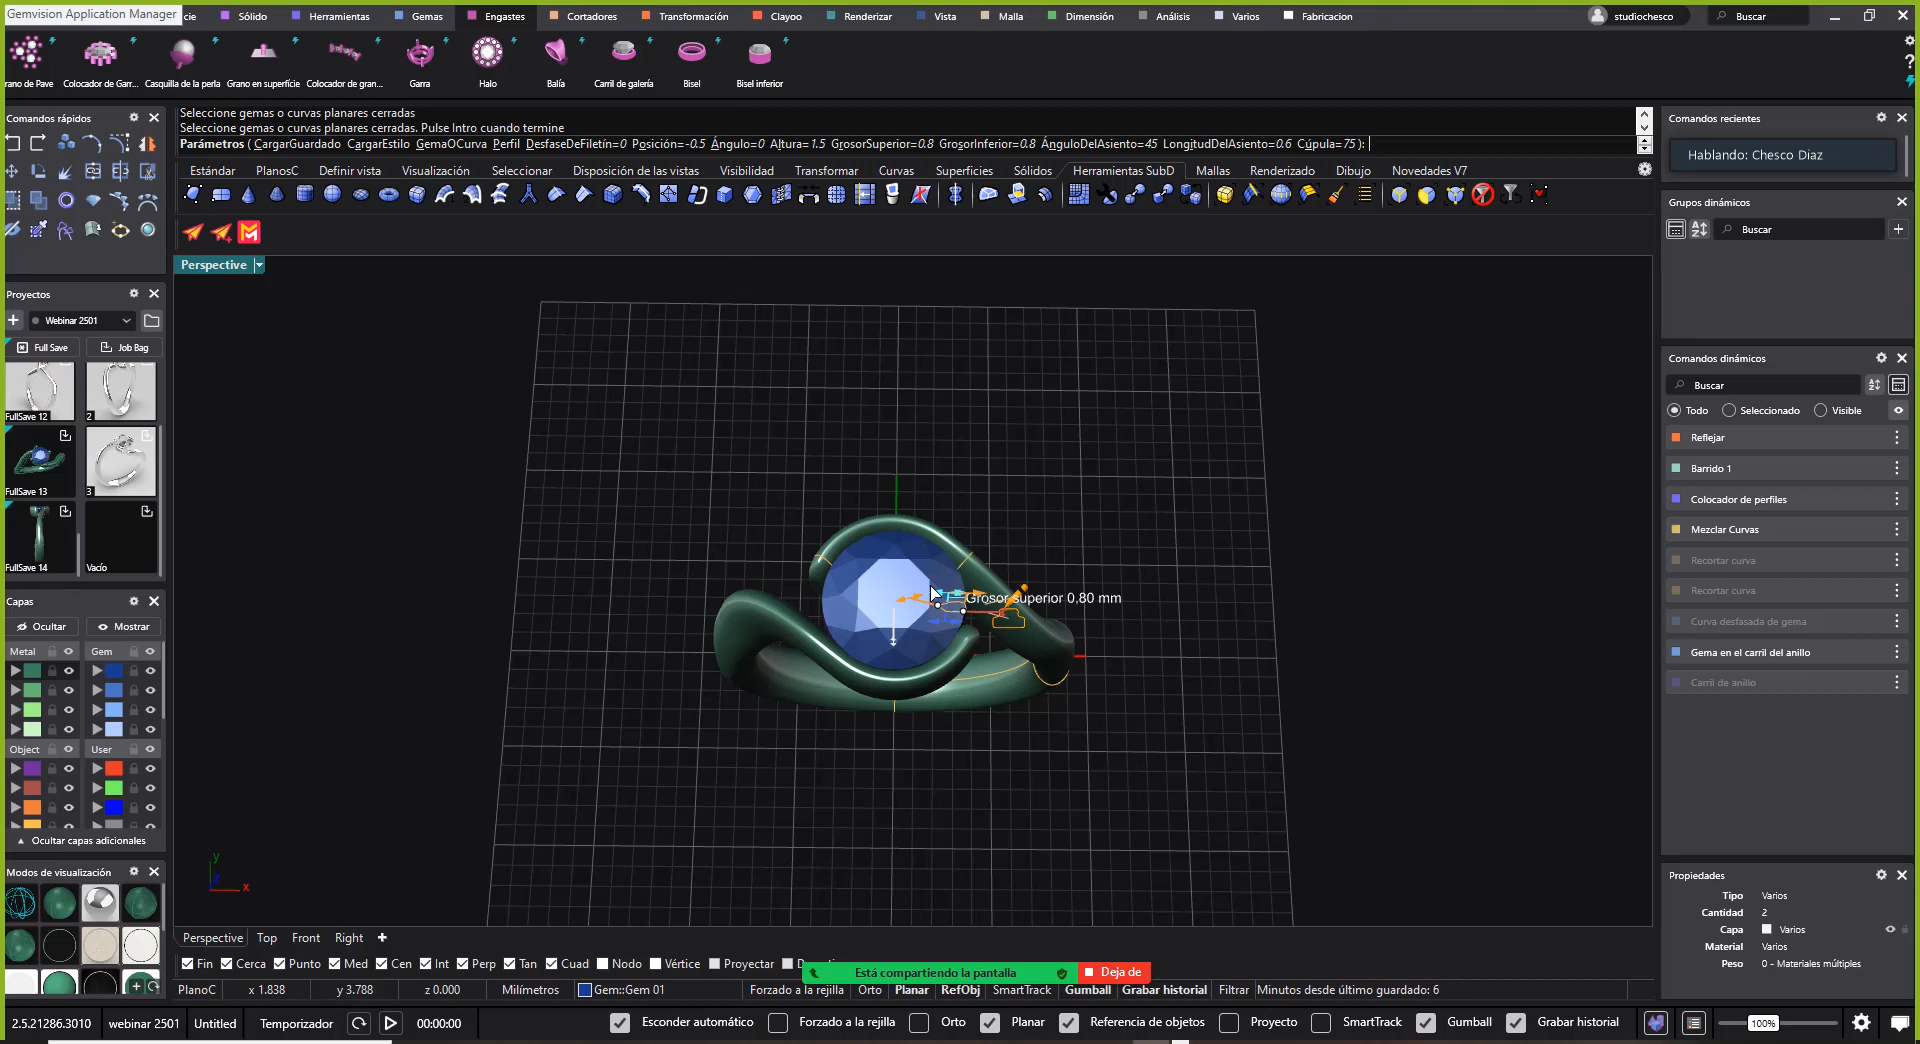 Gemvision Application Manager
cie
Sólido
Herramientas
Gemas
Engastes
Cortadores
Transformación
Clayoo
Renderizar
Vista
Malla
Dimensión
Análisis
Varios
Fabricacion
studiochesco
Buscar
rano de Pave
Colocador de Garr...
Casquilla de la perla
Grano en superficie
Colocador de gran...
Garra
Halo
Balía
Carril de galería
Bisel
Bisel inferior
Comandos rápidos
Seleccione gemas o curvas planares cerradas
Seleccione gemas o curvas planares cerradas. Pulse Intro cuando termine
Parámetros ( CargarGuardado CargarEstilo GemaOCurva Perfil DesfaseDeFiletín=0 Posición=-0.5 Ángulo=0 Altura=1.5 GrosorSuperior=0.8 GrosorInferior=0.8 ÁnguloDelAsiento=45 LongitudDelAsiento=0.6 Cúpula=75 ):
Estándar
PlanosC
Definir vista
Visualización
Seleccionar
Disposición de las vistas
Visibilidad
Transformar
Curvas
Superficies
Sólidos
Herramientas SubD
Mallas
Renderizado
Dibujo
Novedades V7
Perspective
Grosor superior 0,80 mm
y
x
Proyectos
Webinar 2501
Full Save
Job Bag
FullSave 12
2
FullSave 13
3
FullSave 14
Vacío
Capas
Ocultar
Mostrar
Metal
Gem
Object
User
Ocultar capas adicionales
Modos de visualización
Comandos recientes
Hablando: Chesco Diaz
Grupos dinámicos
Buscar
Comandos dinámicos
Buscar
Todo
Seleccionado
Visible
Reflejar
Barrido 1
Colocador de perfiles
Mezclar Curvas
Recortar curva
Recortar curva
Curva desfasada de gema
Gema en el carril del anillo
Carril de anillo
Propiedades
Tipo Varios
Cantidad 2
Capa Varios
Material Varios
Peso 0 - Materiales múltiples
Perspective
Top
Front
Right
Fin
Cerca
Punto
Med
Cen
Int
Perp
Tan
Cuad
Nodo
Vértice
Proyectar
Está compartiendo la pantalla
Deja de
PlanoC
x 1.838
y 3.788
z 0.000
Milímetros
Gem::Gem 01
Forzado a la rejilla
Orto
Planar
RefObj
SmartTrack
Gumball
Grabar historial
Filtrar
Minutos desde último guardado: 6
2.5.21286.3010
webinar 2501
Untitled
Temporizador
00:00:00
Esconder automático
Forzado a la rejilla
Orto
Planar
Referencia de objetos
Proyecto
SmartTrack
Gumball
Grabar historial
100%